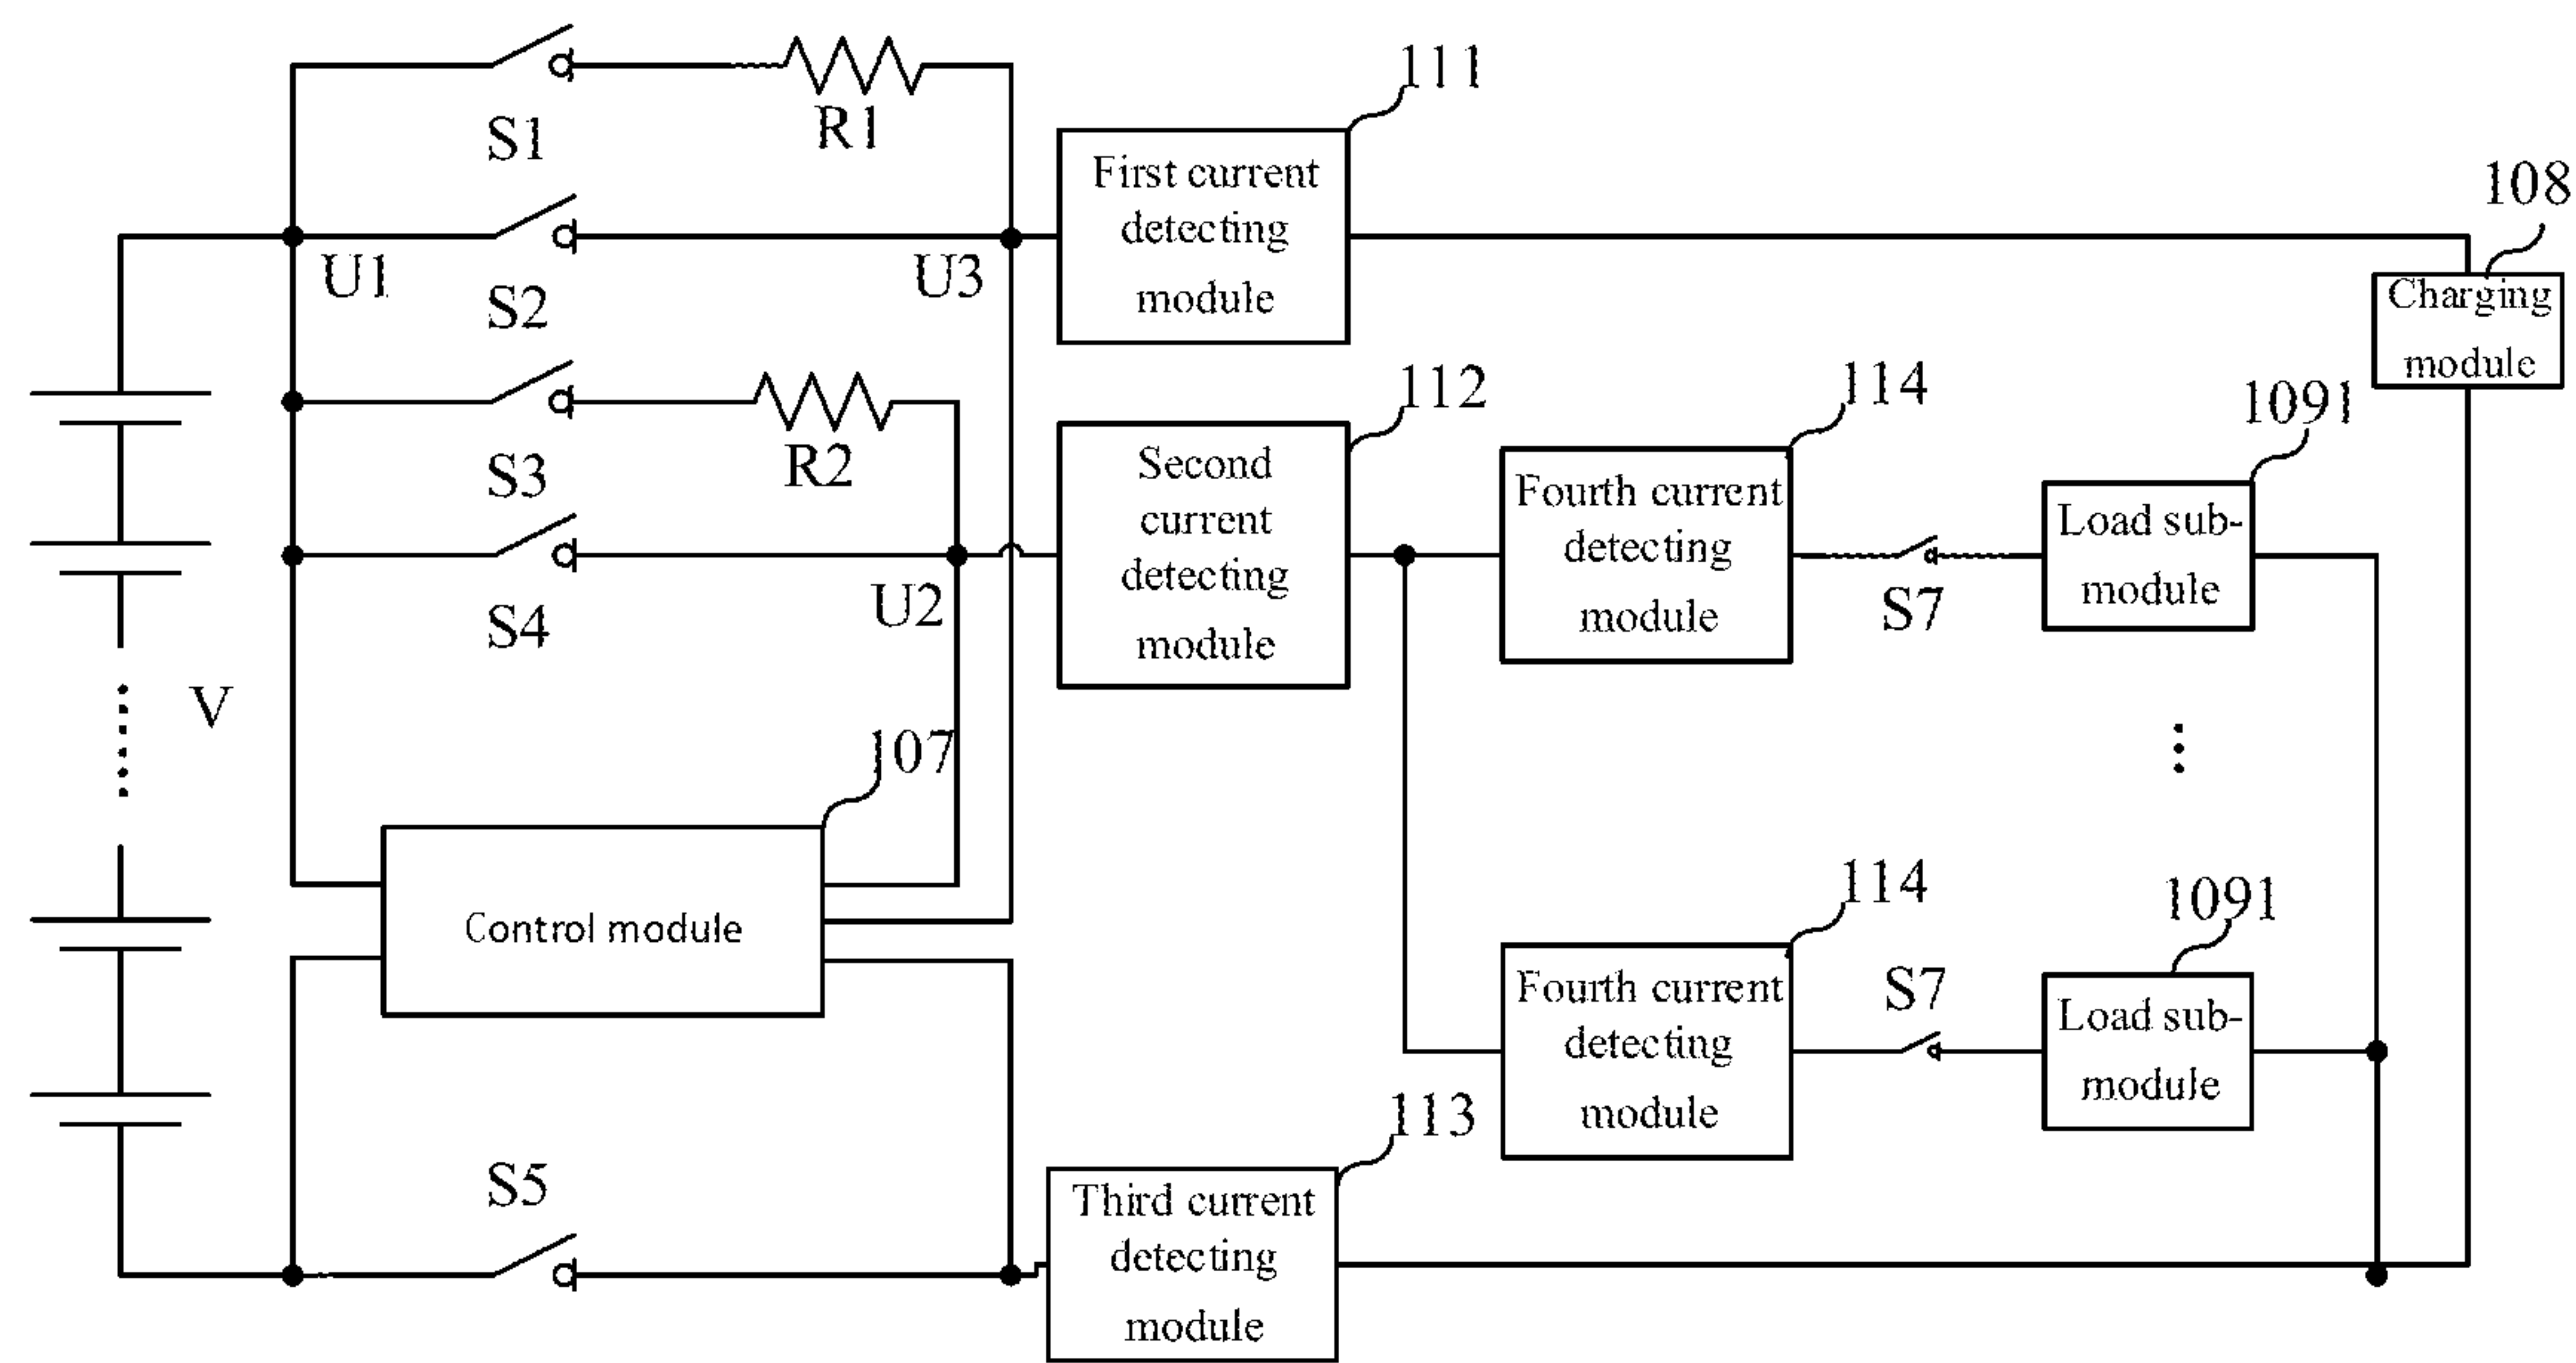 111
S1
R1
First current
detecting
module
108
U1
U3
S2
Charging
module
112
114
1091
S3
R2
Second
current
detecting
module
Fourth current
detecting
module
Load sub-
module
S4
U2
S7
V
107
Control module
114
1091
Fourth current
detecting
module
S7
Load sub-
module
113
S5
Third current
detecting
module